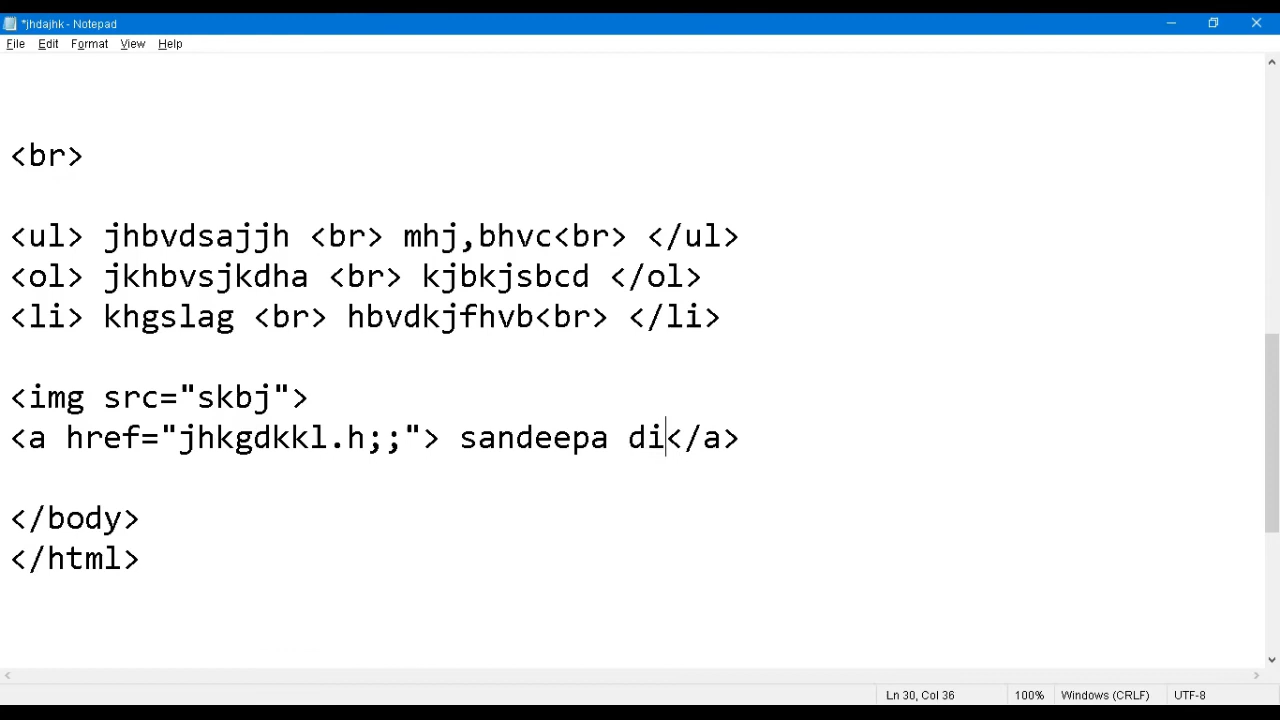 *jhdajhk - Notepad
File Edit Format View Help
<br>
<ul> jhbvdsajjh <br> mhj,bhvc<br> </ul>
<ol> jkhbvsjkdha <br> kjbkjsbcd </ol>
<li> khgslag <br> hbvdkjfhvb<br> </li>
<img src="skbj">
<a href="jhkgdkkl.h;;"> sandeepa di</a>
</body>
</html>
Ln 30, Col 36 100% Windows (CRLF) UTF-8